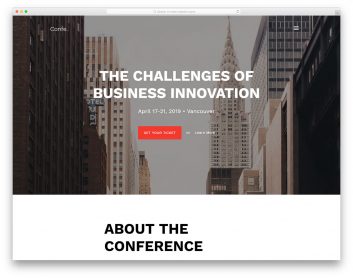 Confe.
THE CHALLENGES OF
BUSINESS INNOVATION
April 17-21, 2019 • Vancouver
GET YOUR TICKET or Learn More
HOTEL
ABOUT THE
CONFERENCE